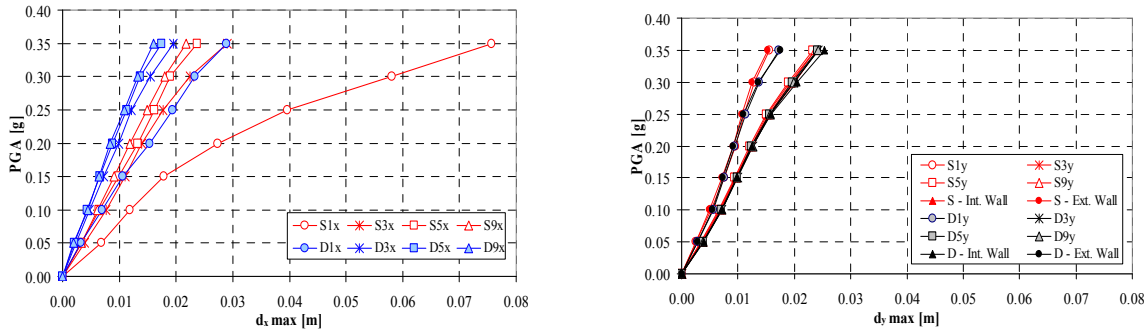 0.40
0.35
0.30
0.25
0.20
0.15
0.10
0.05
0.00
PGA [g]
0.00 0.01 0.02 0.03 0.04 0.05 0.06 0.07 0.08
dx max [m]
S1x S3x S5x S9x
D1x D3x D5x D9x
0.40
0.35
0.30
0.25
0.20
0.15
0.10
0.05
0.00
PGA [g]
0.00 0.01 0.02 0.03 0.04 0.05 0.06 0.07 0.08
dy max [m]
S1y S3y
S5y S9y
S - Int. Wall S - Ext. Wall
D1y D3y
D5y D9y
D - Int. Wall D - Ext. Wall